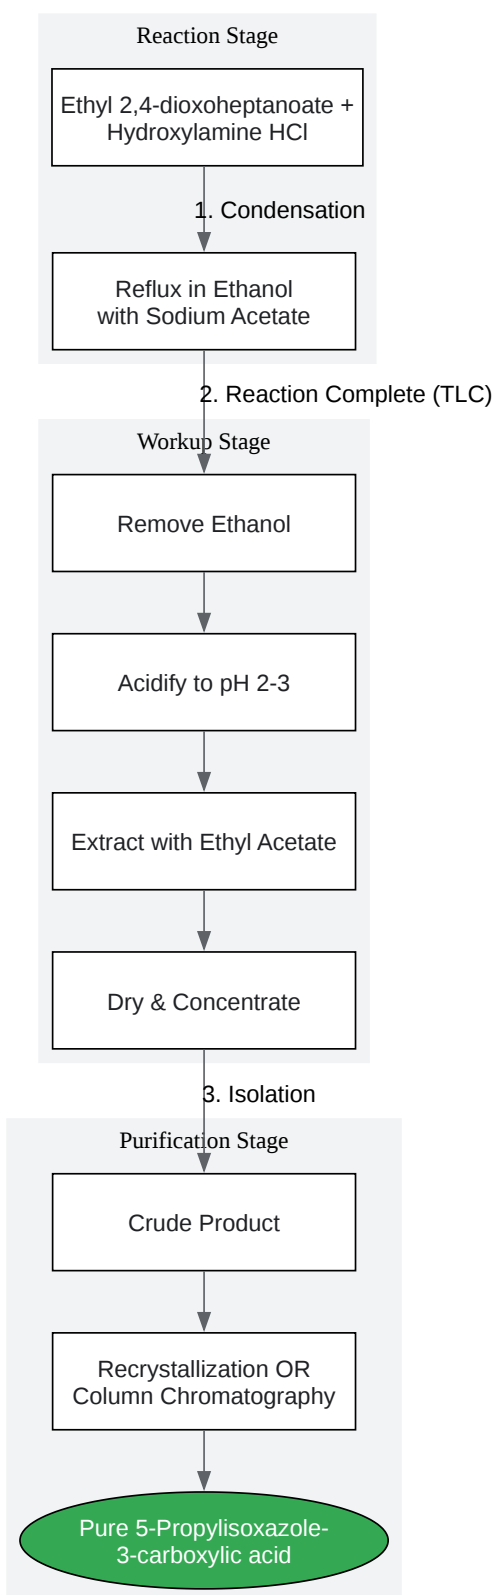 Reaction Stage
Ethyl 2,4-dioxoheptanoate +
Hydroxylamine HCl
1. Condensation
Reflux in Ethanol
with Sodium Acetate
2. Reaction Complete (TLC)
Workup Stage
Remove Ethanol
Acidify to pH 2-3
Extract with Ethyl Acetate
Dry & Concentrate
3. Isolation
Purification Stage
Crude Product
Recrystallization OR
Column Chromatography
Pure 5-Propylisoxazole-
3-carboxylic acid